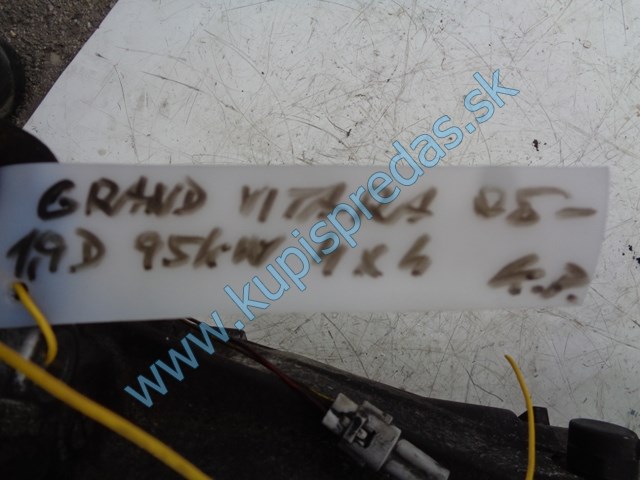 GRAND VITARA 05-
1,9D 95kW 4x4
www.kupispredas.sk